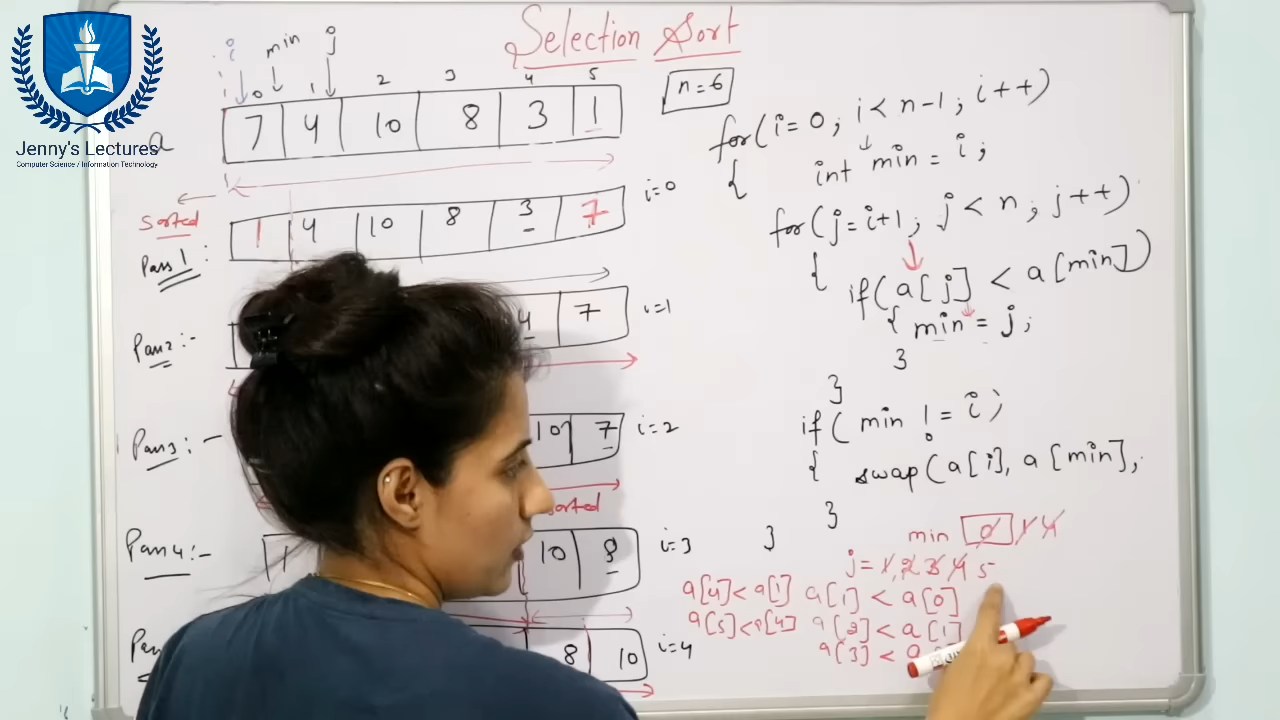 Jenny's Lectures
Computer Science / Information Technology
Selection Sort
n=6
i min j
0 1 2 3 4 5
a 7 4 10 8 3 1
Sorted
Pass 1: 1 4 10 8 3 7 i=0
Pass 2:- 4 7 i=1
Pass 3:- 10 7 i=2
sorted
Pass 4:- 1 10 8 i=3
8 10 i=4
for(i=0; i<n-1; i++)
{ int min = i;
for(j=i+1; j<n; j++)
{ if(a[j] < a[min])
{ min = j;
}
}
if( min != i;
{ swap(a[i], a[min],
}
}
min 0 1 4
j= 1, 2 3 4 5
a[4]<a[1] a[1] < a[0]
a[5]<a[4] a[2] < a[1]
a[3] < a